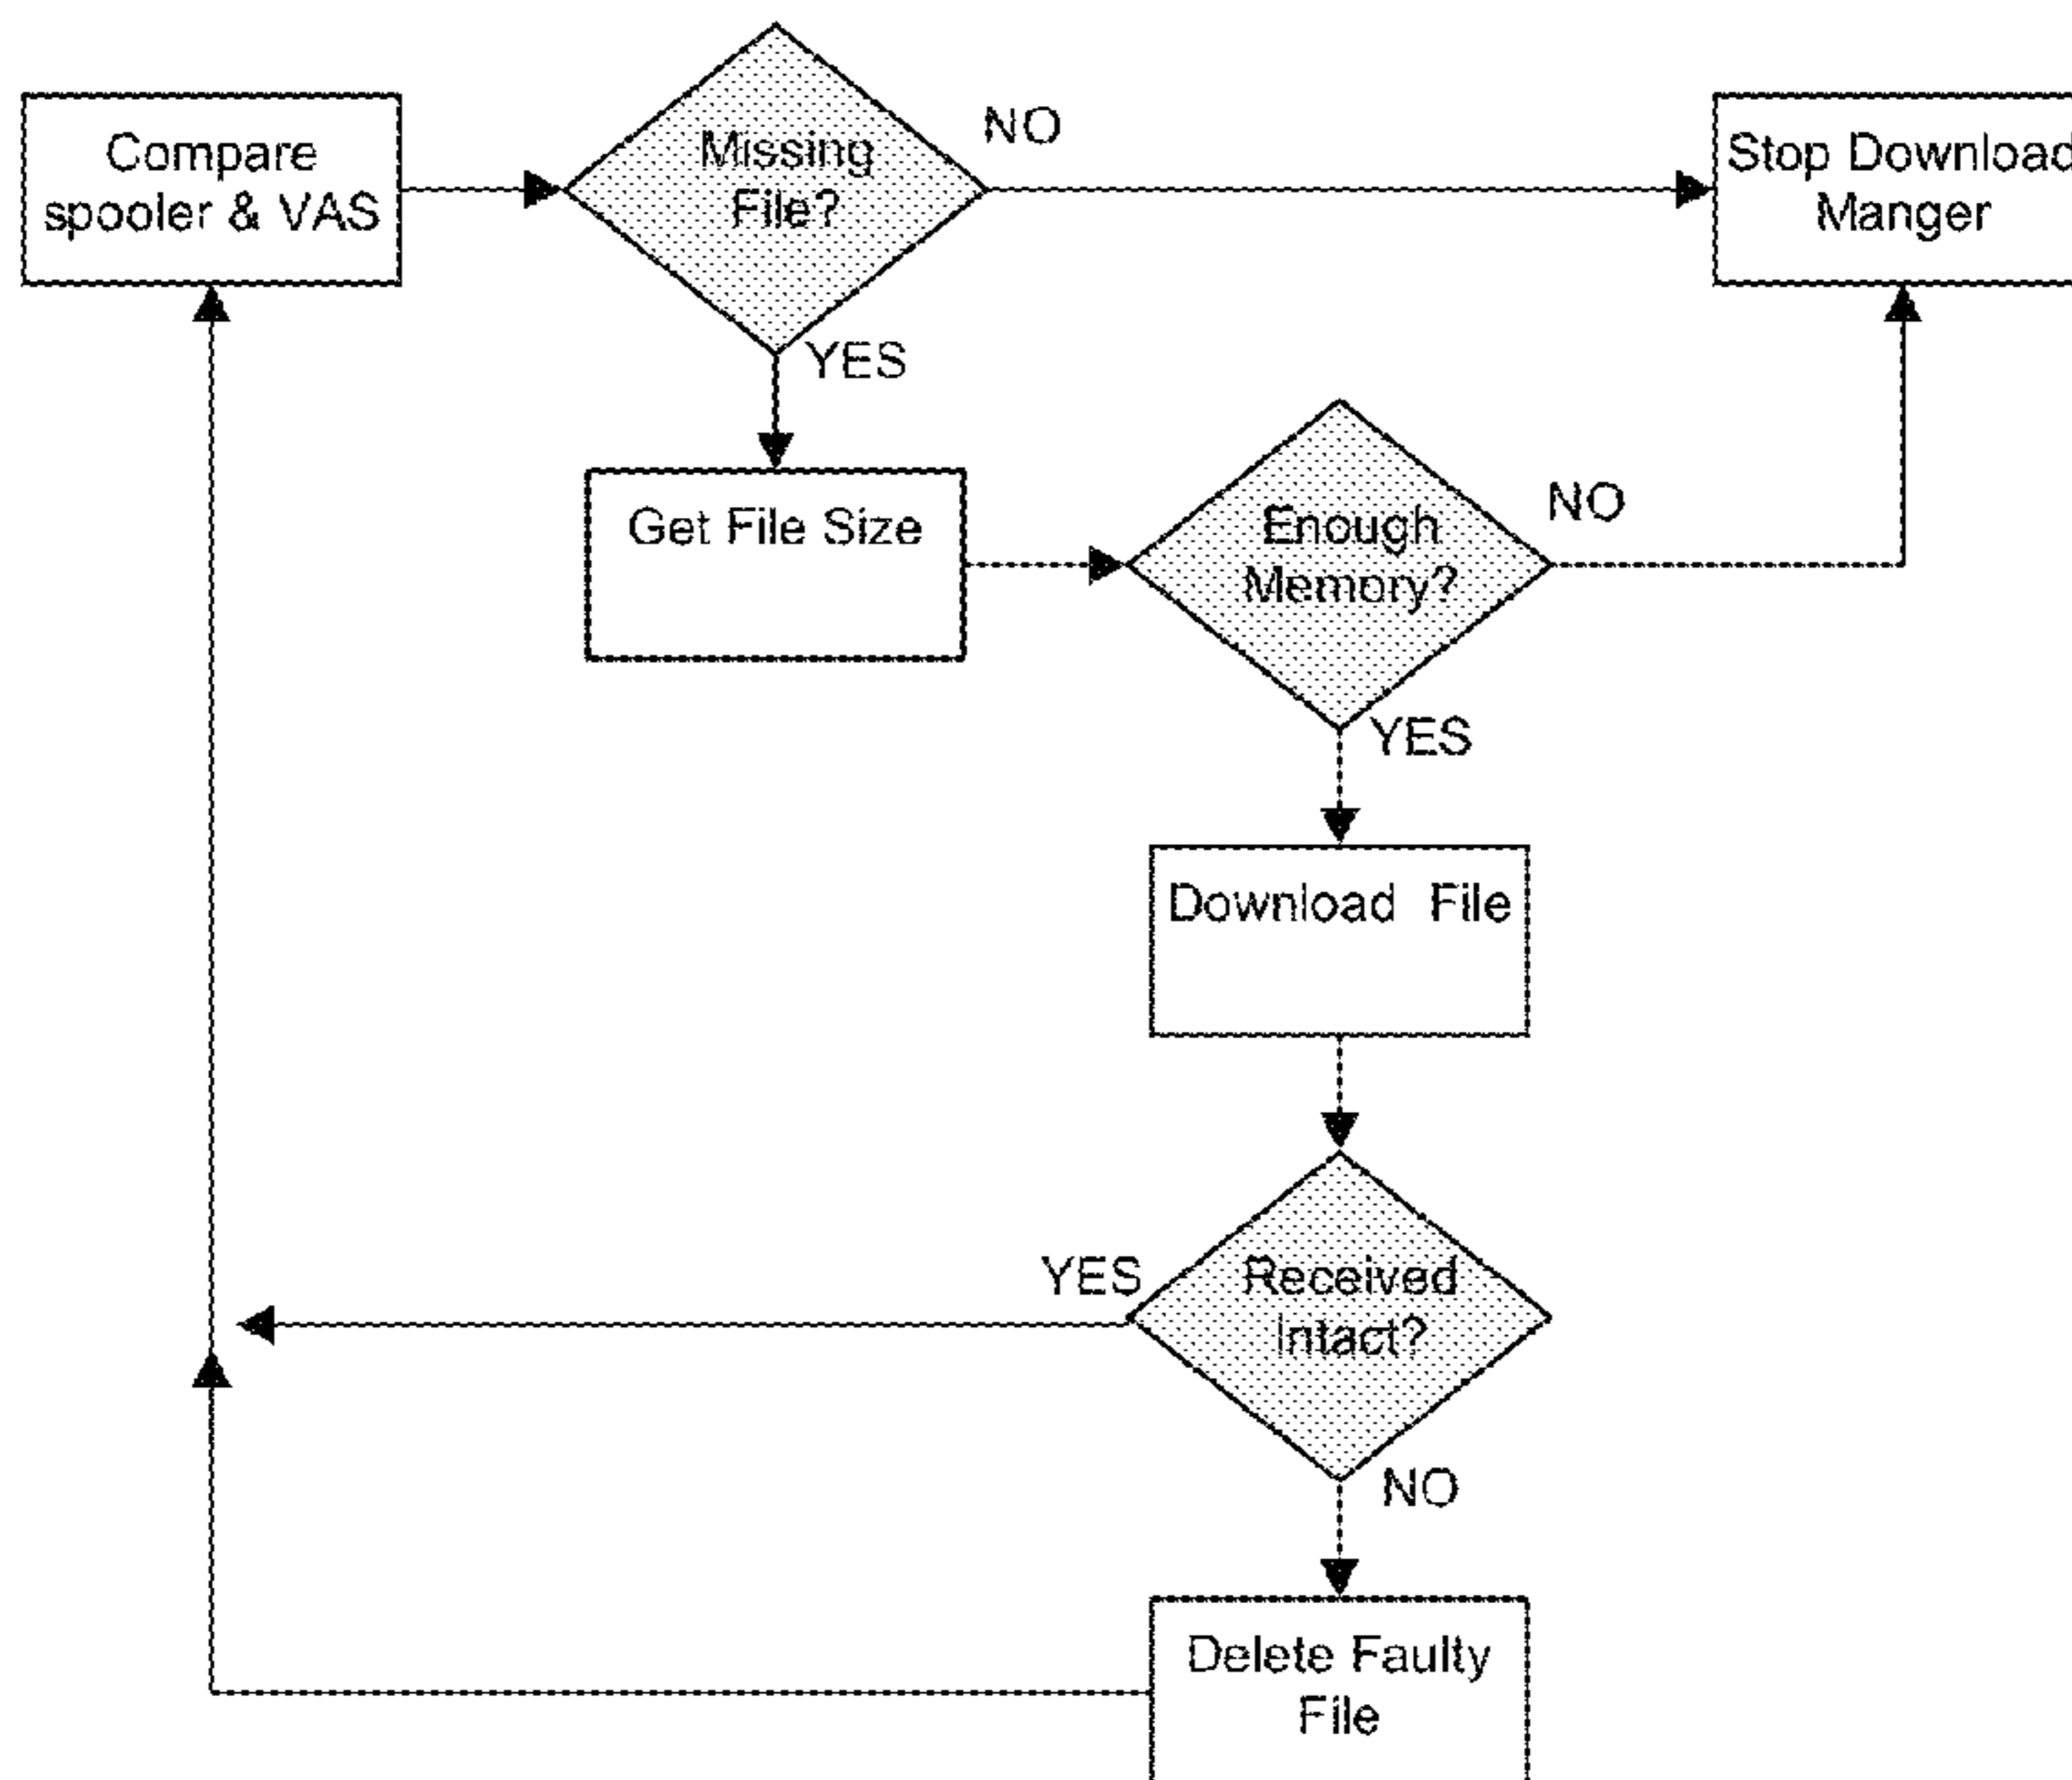 Compare
spooler & VAS
Missing
File?
NO
Stop Download
Manger
YES
Get File Size
Enough
Memory?
NO
YES
Download File
YES
Received
Intact?
NO
Delete Faulty
File